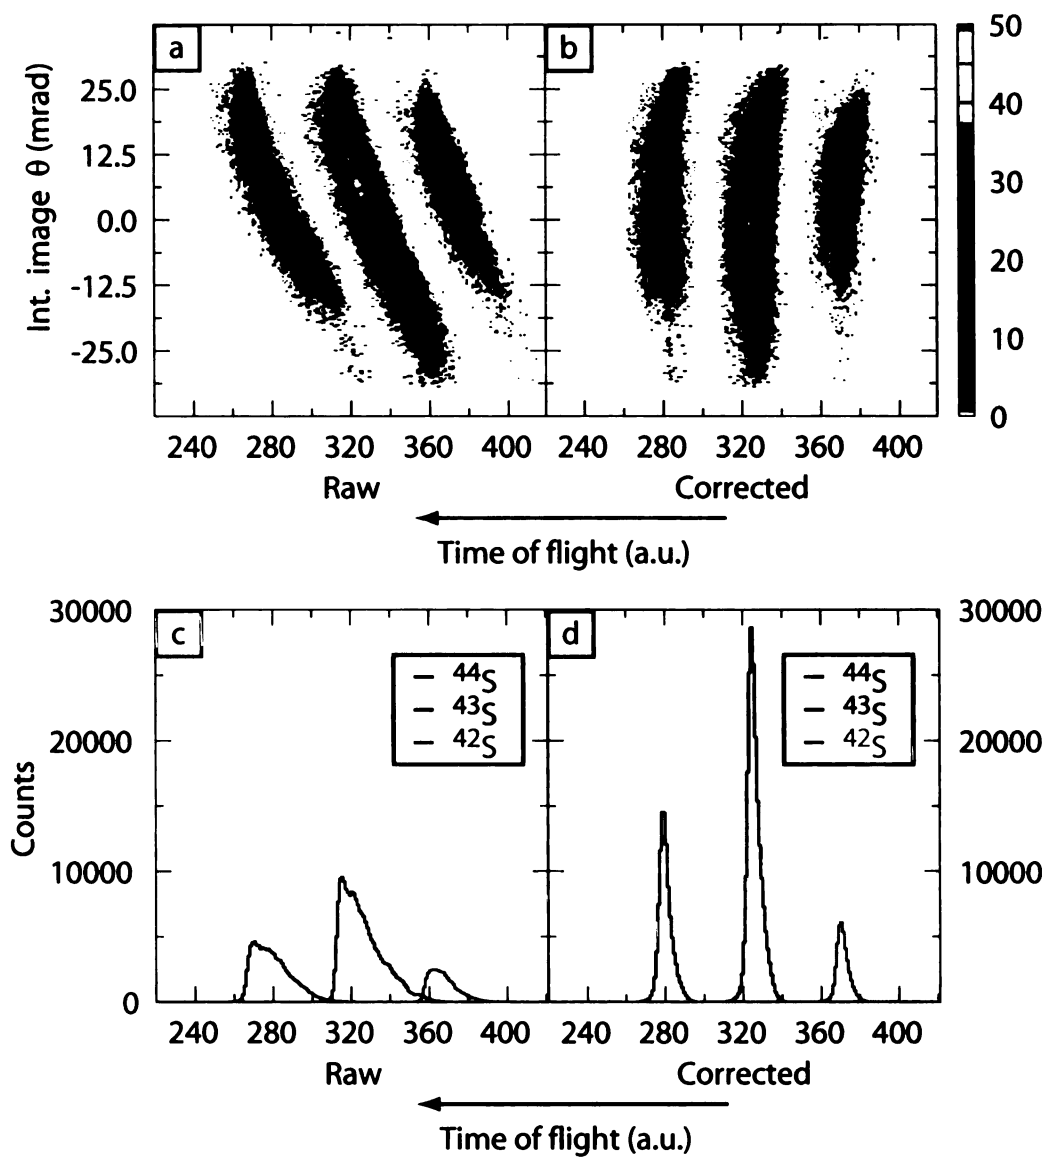 a
b
Int. image θ (mrad)
25.0
12.5
0.0
-12.5
-25.0
50
40
30
20
10
0
240 280 320 360 400 240 280 320 360 400
Raw
Corrected
Time of flight (a.u.)
c
d
Counts
30000
20000
10000
0
44S
43S
42S
44S
43S
42S
30000
20000
10000
240 280 320 360 400 240 280 320 360 400
Raw
Corrected
Time of flight (a.u.)